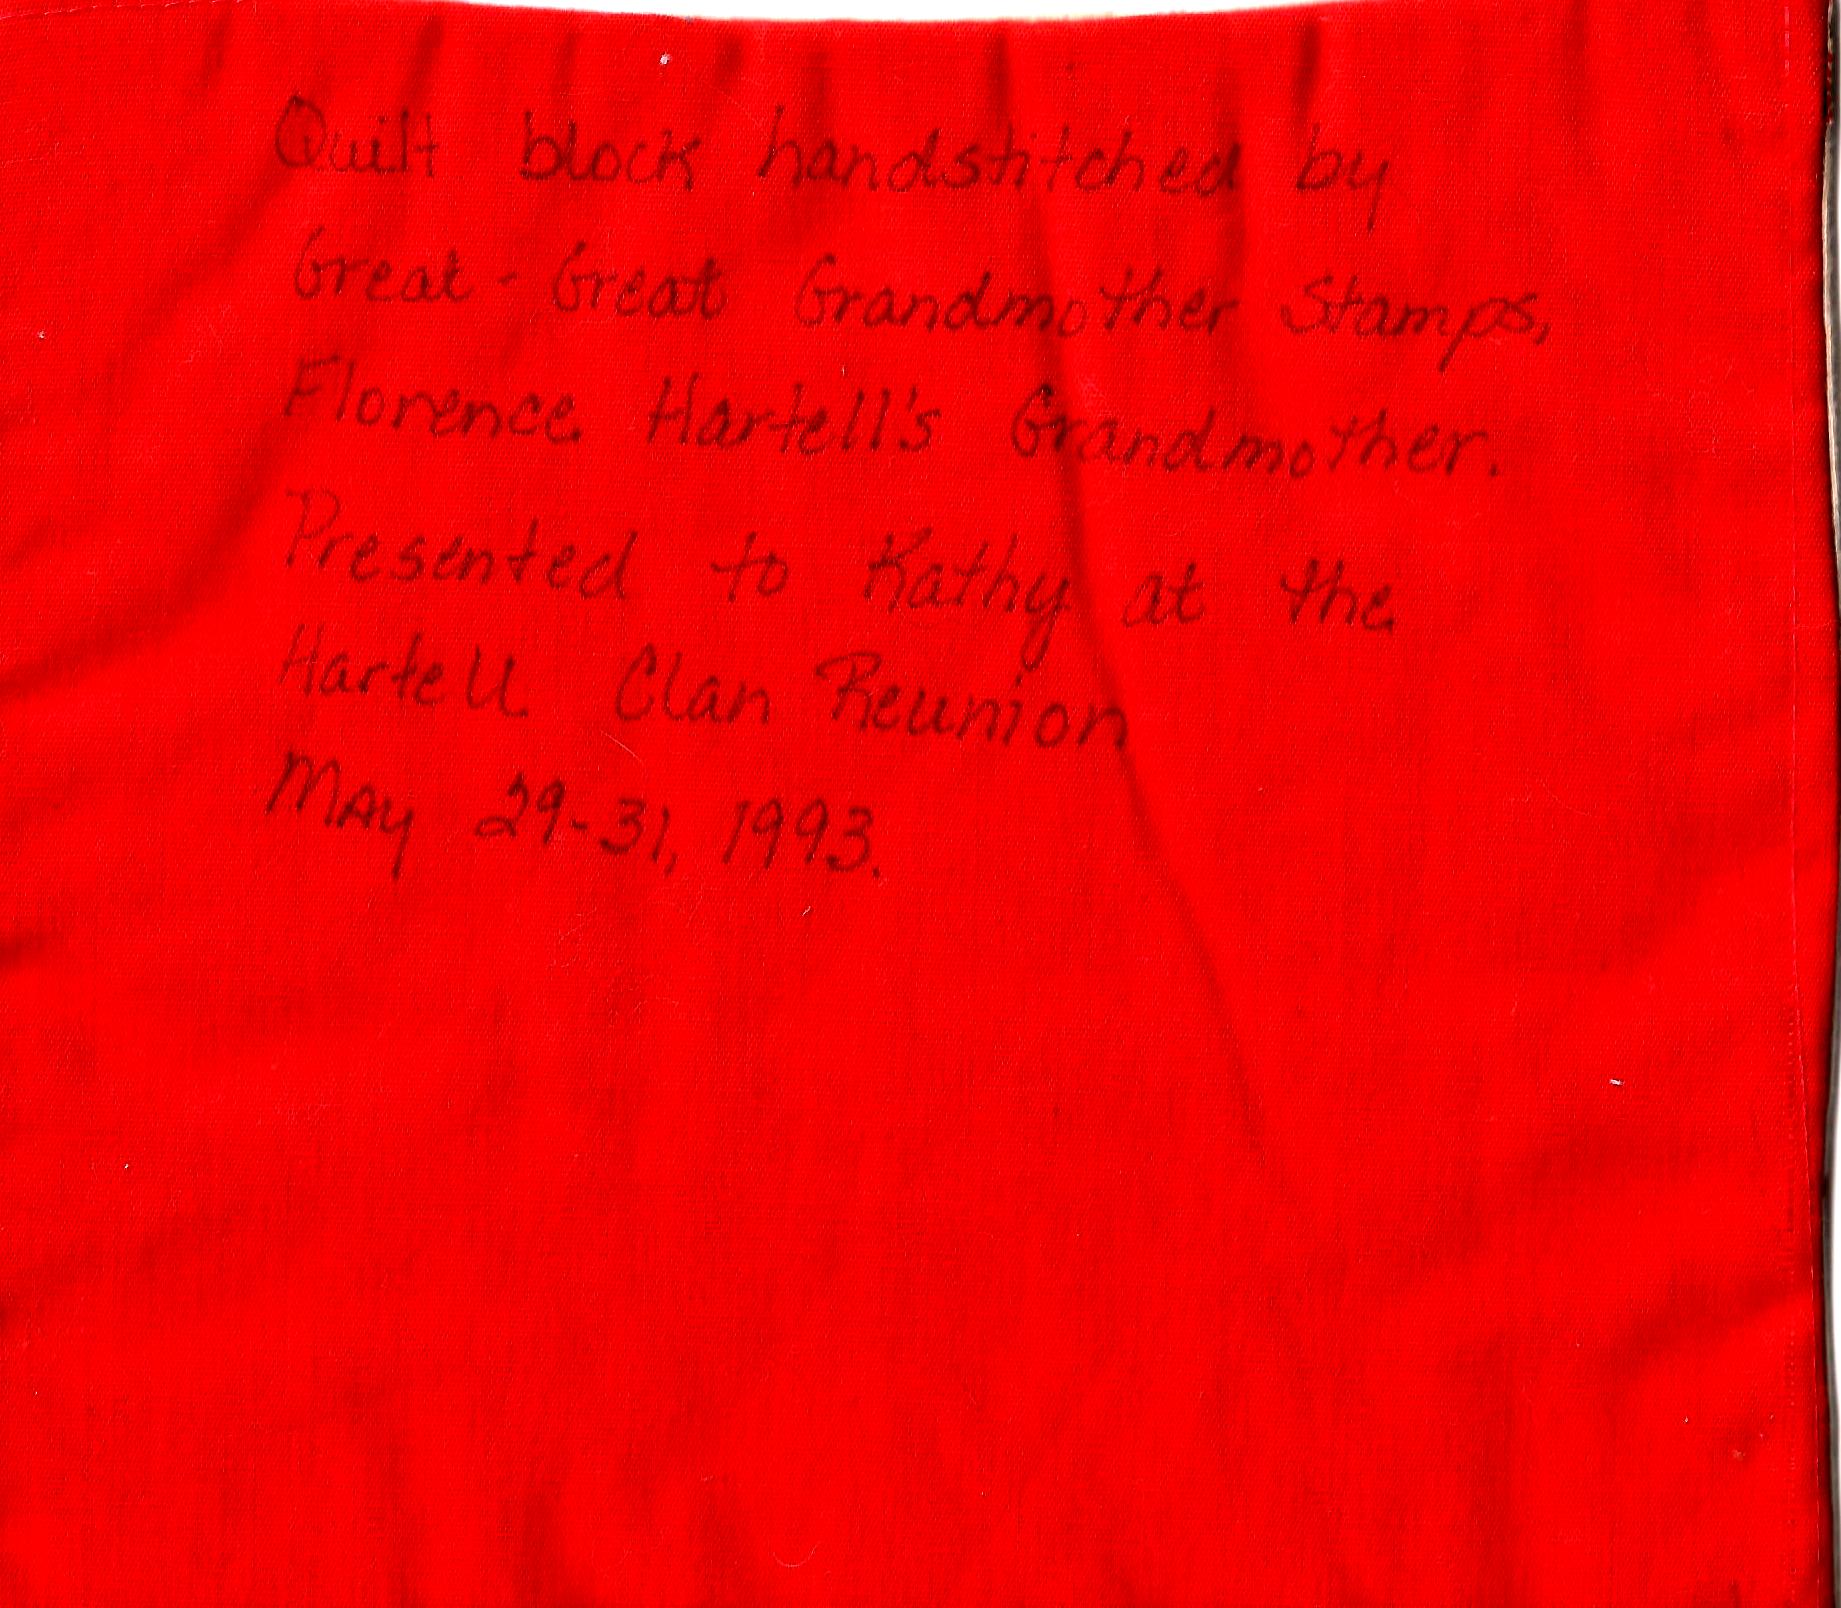 Quilt block handstitched by
Great-Great Grandmother Stamps,
Florence Hartell's Grandmother.
Presented to Kathy at the
Hartell Clan Reunion
May 29-31, 1993.